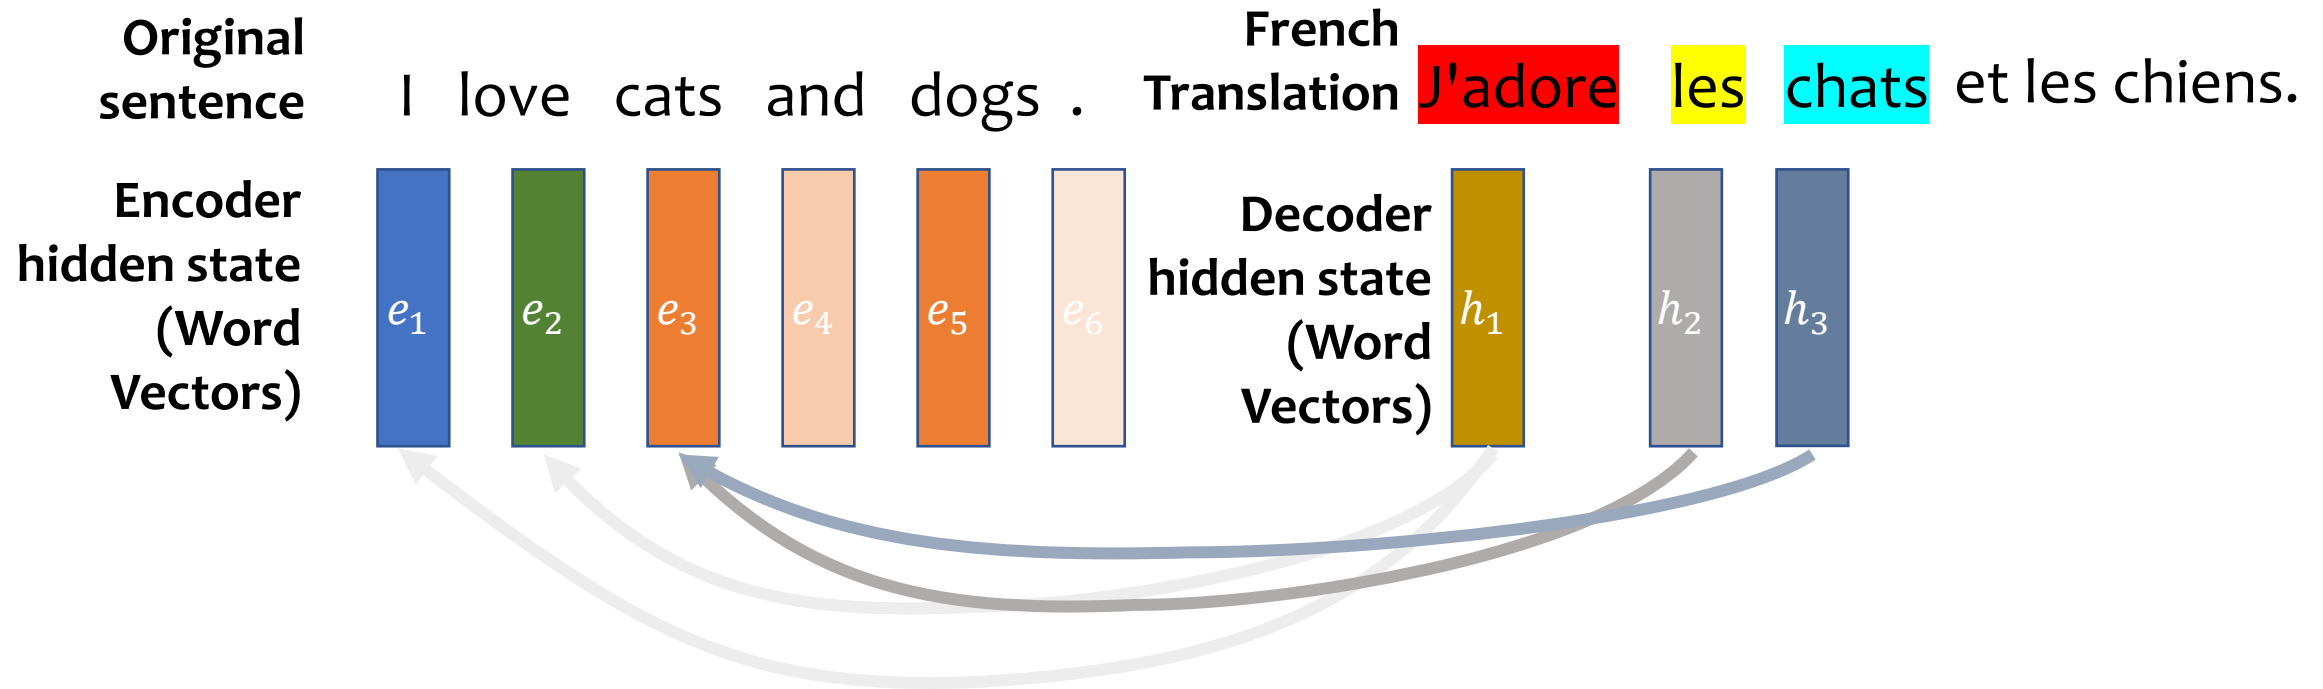 Original
sentence
I love cats and dogs .
French
Translation
J'adore les chats et les chiens.
Encoder
hidden state
(Word
Vectors)
e₁ e₂ e₃ e₄ e₅ e₆
Decoder
hidden state
(Word
Vectors)
h₁ h₂ h₃